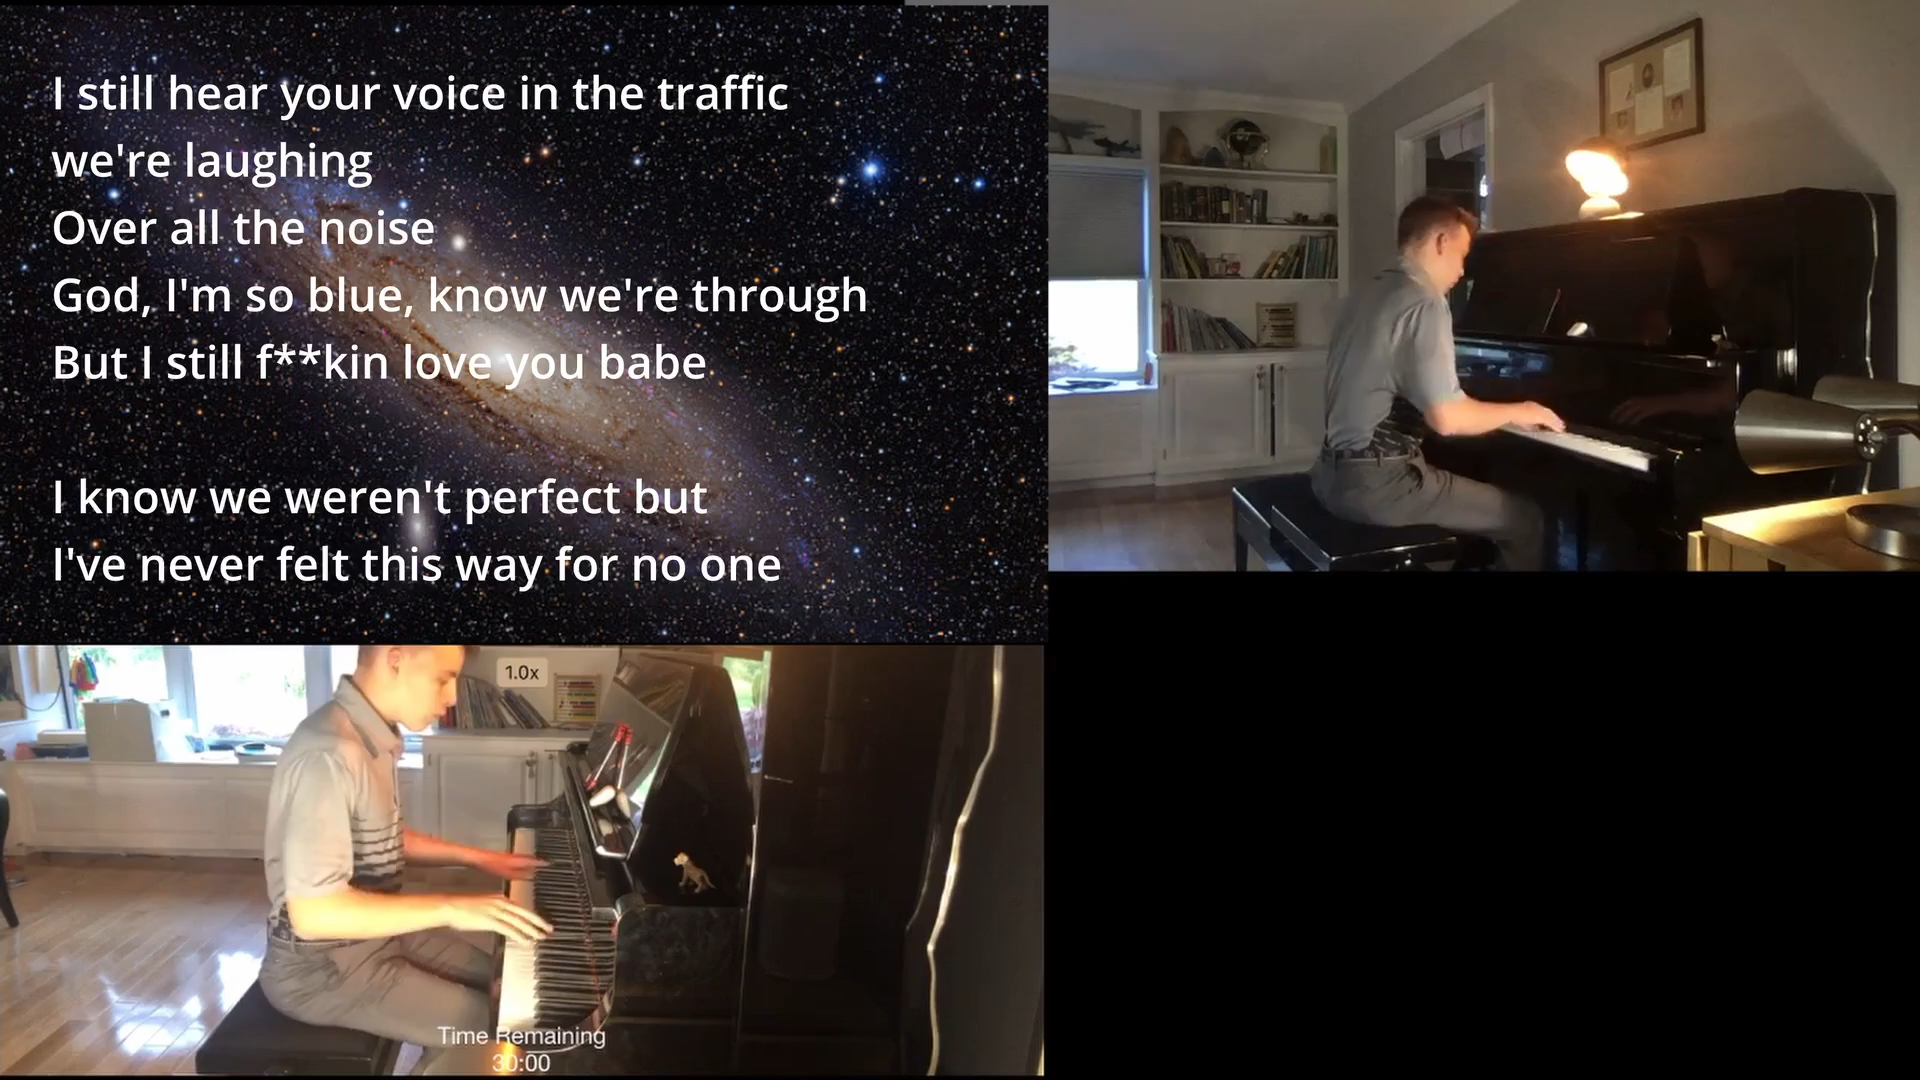 I still hear your voice in the traffic
we're laughing
Over all the noise
God, I'm so blue, know we're through
But I still f**kin love you babe
I know we weren't perfect but
I've never felt this way for no one
1.0x
Time Remaining
30:00